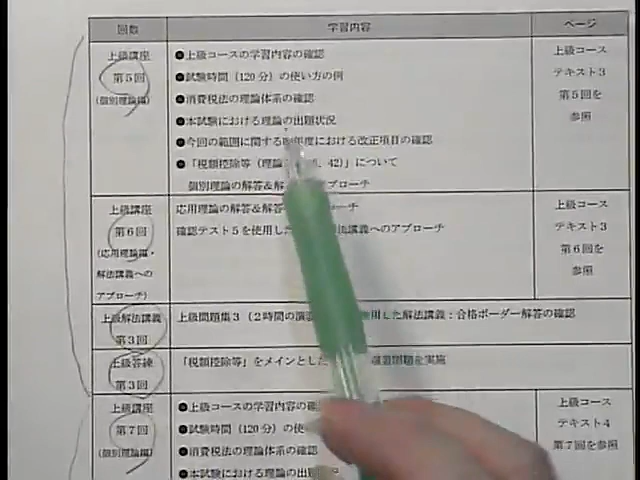 回数 学習内容 ページ
上級講座
第5回
(個別理論編)
●上級コースの学習内容の確認
●試験時間(120分)の使い方の例
●消費税法の理論体系の確認
●本試験における理論の出題状況
●今回の範囲に関する 年度における改正項目の確認
●「税額控除等(理論 、42)」について
個別理論の解答&解 プローチ
上級コース
テキスト3
第5回を
参照
上級講座
第6回
(応用理論編・
解法講義への
アプローチ)
応用理論の解答&解答 ローチ
確認テスト5を使用した 法講義へのアプローチ
上級コース
テキスト3
第6回を
参照
上級解法講義
第3回
上級問題集3(2時間の演 用した解法講義:合格ボーダー解答の確認
上級答練
第3回
「税額控除等」をメインとした 問題を実施
上級講座
第7回
(個別理論編)
●上級コースの学習内容の確
●試験時間(120分)の使
●消費税法の理論体系の確認
●本試験における理論の出題 況
上級コース
テキスト4
第7回を参照